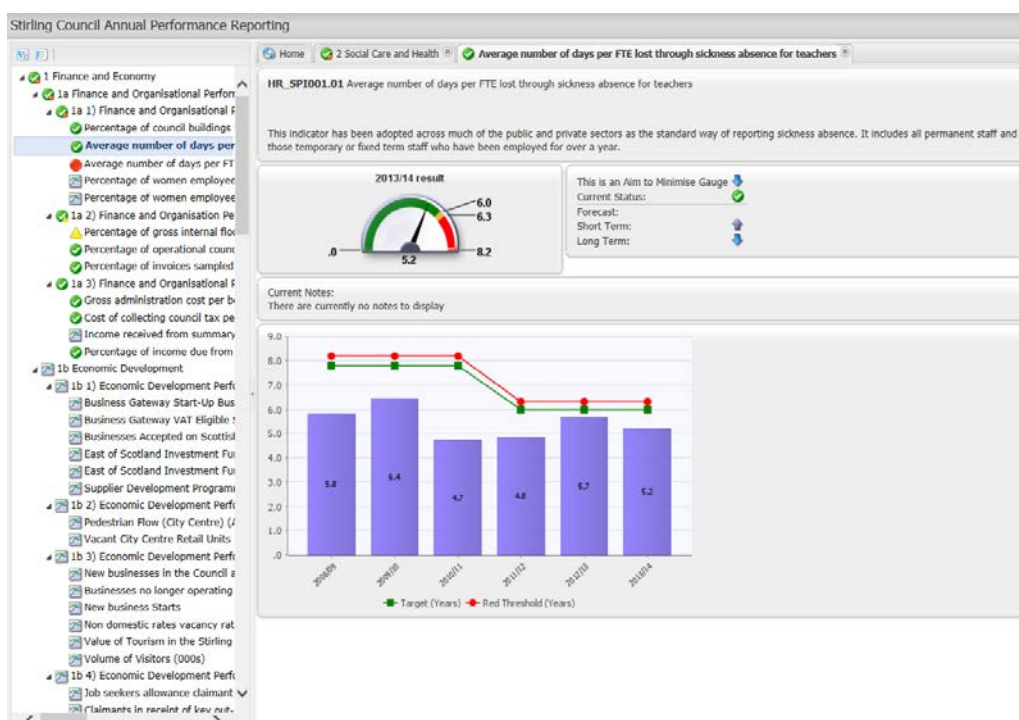 Stirling Council Annual Performance Reporting
1 Finance and Economy
1a Finance and Organisational Perforn
1a 1) Finance and Organisational P
Percentage of council buildings
Average number of days per
Average number of days per FT
Percentage of women employee
Percentage of women employee
1a 2) Finance and Organisation Pe
Percentage of gross internal floo
Percentage of operational counc
Percentage of invoices sampled
1a 3) Finance and Organisational P
Gross administration cost per be
Cost of collecting council tax pe
Income received from summary
Percentage of income due from
1b Economic Development
1b 1) Economic Development Perfo
Business Gateway Start-Up Bus
Business Gateway VAT Eligible S
Businesses Accepted on Scottish
East of Scotland Investment Fu
East of Scotland Investment Fu
Supplier Development Programm
1b 2) Economic Development Perfo
Pedestrian Flow (City Centre) (A
Vacant City Centre Retail Units
1b 3) Economic Development Perfo
New businesses in the Council a
Businesses no longer operating
New business Starts
Non domestic rates vacancy rat
Value of Tourism in the Stirling
Volume of Visitors (000s)
1b 4) Economic Development Perfo
Job seekers allowance claimant
Claimants in receipt of key out-
Home
2 Social Care and Health
Average number of days per FTE lost through sickness absence for teachers
HR_SPI001.01 Average number of days per FTE lost through sickness absence for teachers
This indicator has been adopted across much of the public and private sectors as the standard way of reporting sickness absence. It includes all permanent staff and
those temporary or fixed term staff who have been employed for over a year.
2013/14 result
6.0
6.3
.0
8.2
5.2
This is an Aim to Minimise Gauge
Current Status:
Forecast:
Short Term:
Long Term:
Current Notes:
There are currently no notes to display
9.0
8.0
7.0
6.0
5.0
4.0
3.0
2.0
1.0
.0
5.8 6.4 4.7 4.8 5.7 5.2
2008/09 2009/10 2010/11 2011/12 2012/13 2013/14
Target (Years) Red Threshold (Years)